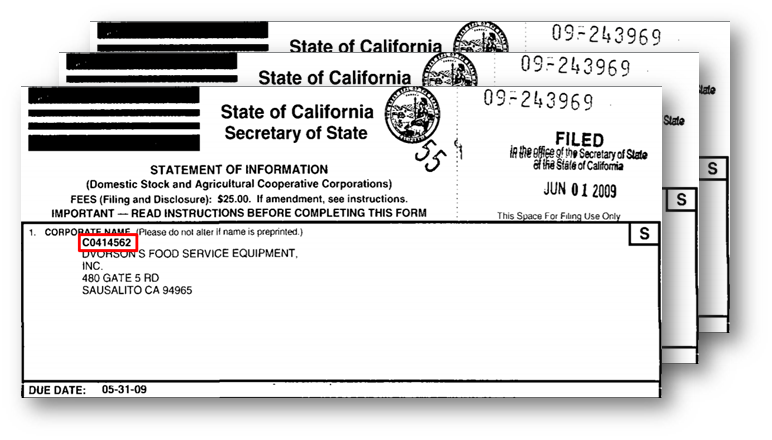 State of California
09-243969
State of California
09-243969
State
State of California
Secretary of State
09-243969
55
FILED
in the office of the Secretary of State
of the State of California
JUN 01 2009
This Space For Filing Use Only
State
S
S
STATEMENT OF INFORMATION
(Domestic Stock and Agricultural Cooperative Corporations)
FEES (Filing and Disclosure): $25.00. If amendment, see instructions.
IMPORTANT — READ INSTRUCTIONS BEFORE COMPLETING THIS FORM
1. CORPORATE NAME (Please do not alter if name is preprinted.)
S
C0414562
DVORSON'S FOOD SERVICE EQUIPMENT,
INC.
480 GATE 5 RD
SAUSALITO CA 94965
DUE DATE: 05-31-09